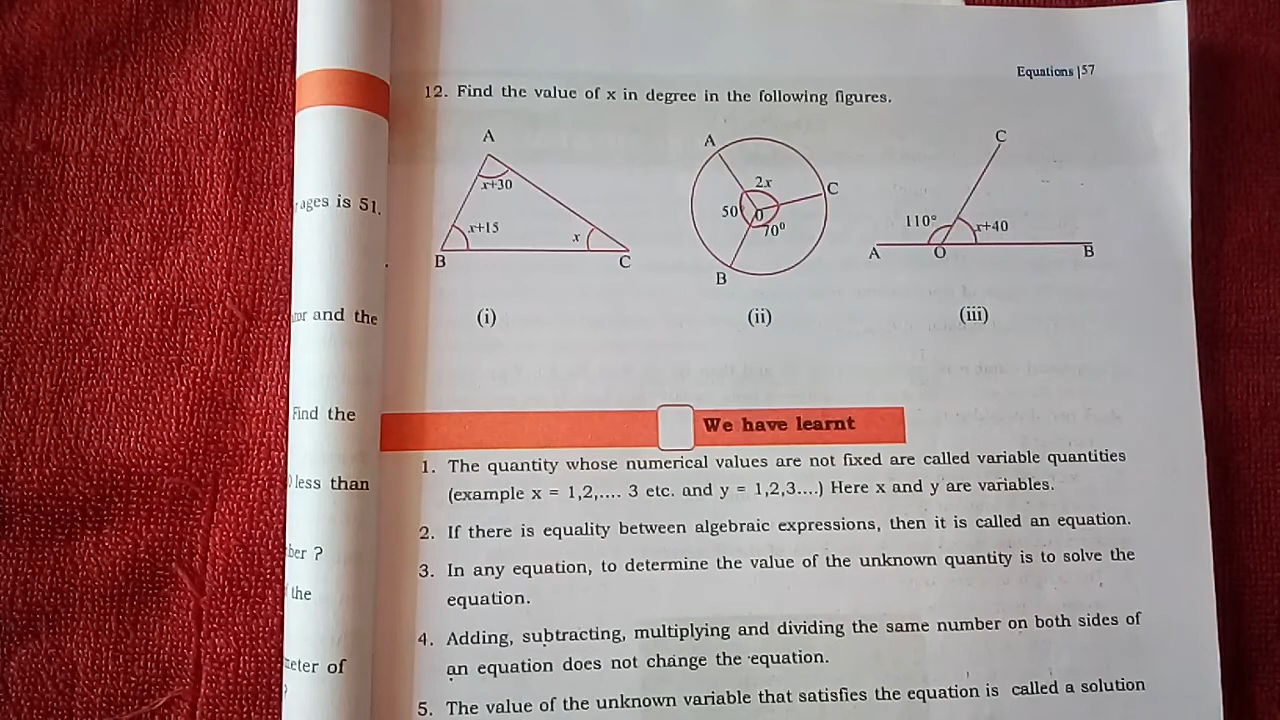 Equations |57
12. Find the value of x in degree in the following figures.
A
x+30
x+15
x
B
C
(i)
A
2x
C
50
0
70⁰
B
(ii)
C
110°
x+40
A
O
B
(iii)
ages is 51.
and the
Find the
less than
?
the
of
We have learnt
1. The quantity whose numerical values are not fixed are called variable quantities
(example x = 1,2,.... 3 etc. and y = 1,2,3....) Here x and y are variables.
2. If there is equality between algebraic expressions, then it is called an equation.
3. In any equation, to determine the value of the unknown quantity is to solve the
equation.
4. Adding, subtracting, multiplying and dividing the same number on both sides of
an equation does not change the equation.
5. The value of the unknown variable that satisfies the equation is called a solution